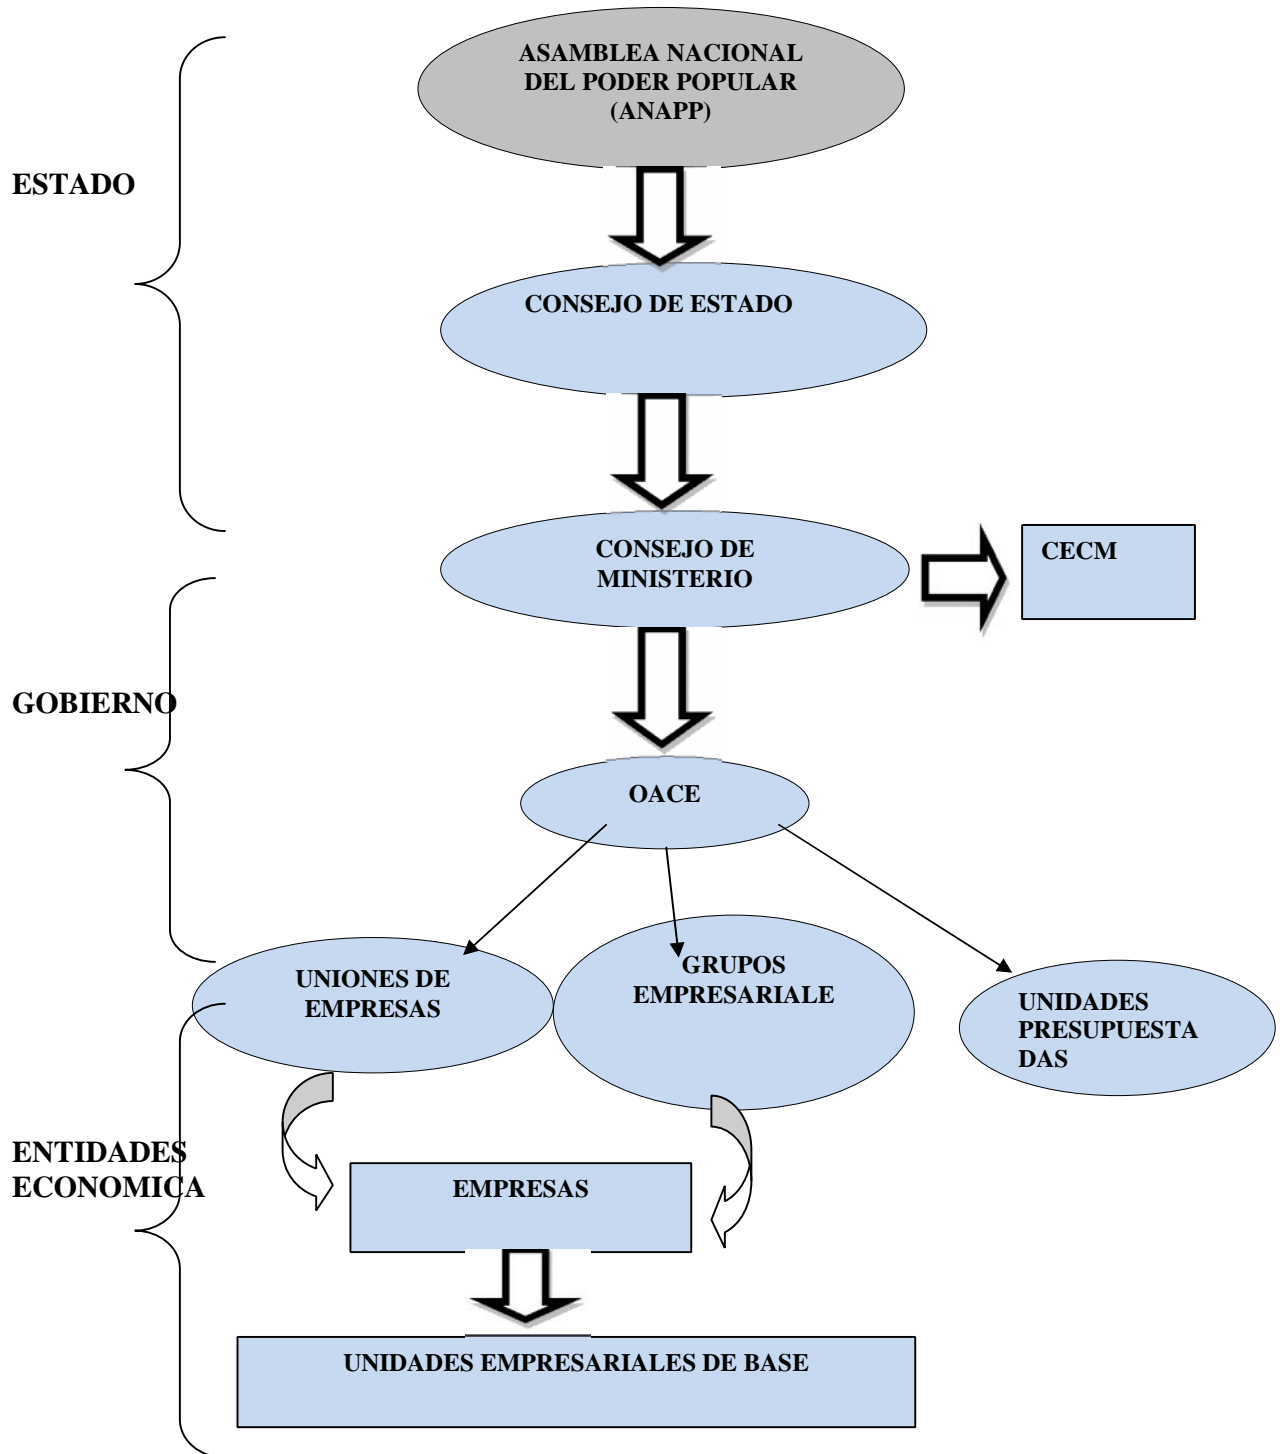 ASAMBLEA NACIONAL
DEL PODER POPULAR
(ANAPP)
ESTADO
CONSEJO DE ESTADO
CONSEJO DE
MINISTERIO
CECM
GOBIERNO
OACE
UNIONES DE
EMPRESAS
GRUPOS
EMPRESARIALE
UNIDADES
PRESUPUESTA
DAS
ENTIDADES
ECONOMICA
EMPRESAS
UNIDADES EMPRESARIALES DE BASE